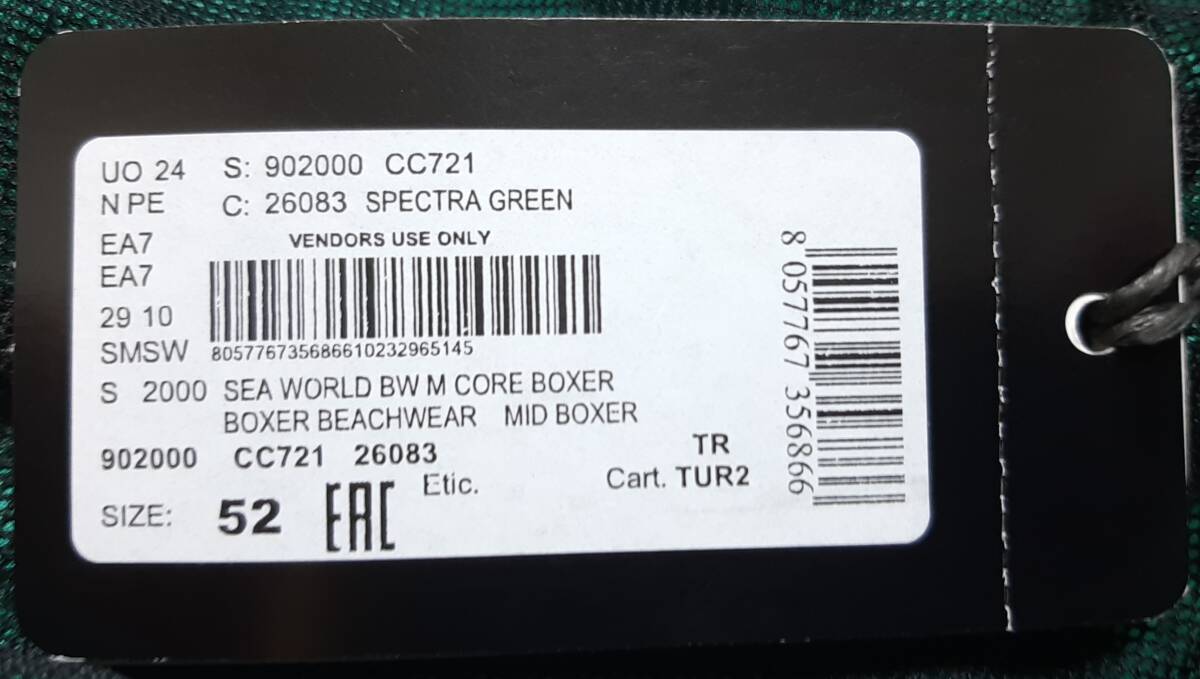 UO 24 S: 902000 CC721
N PE C: 26083 SPECTRA GREEN
EA7 VENDORS USE ONLY
EA7
29 10
SMSW 805776735686610232965145
S 2000 SEA WORLD BW M CORE BOXER
BOXER BEACHWEAR MID BOXER
902000 CC721 26083 TR
Etic. Cart. TUR2
SIZE: 52 EAC
8 057767 356866